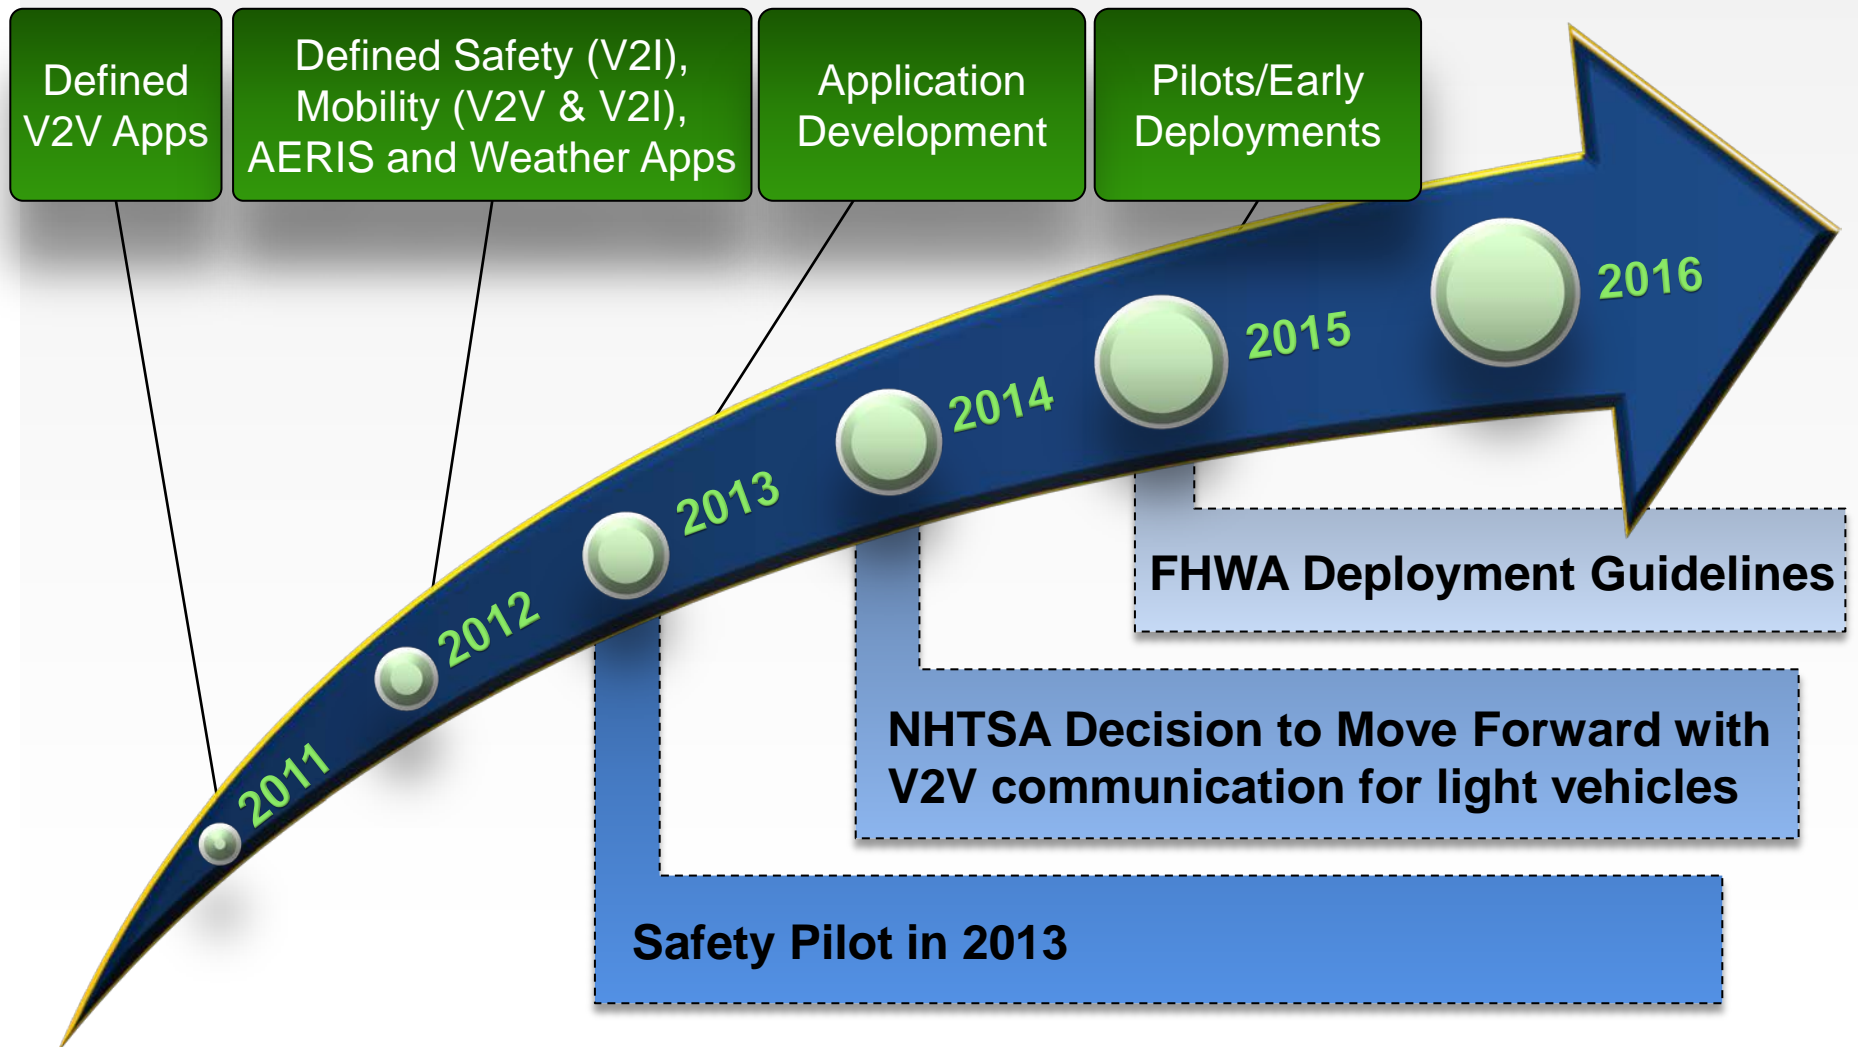 Defined
V2V Apps
Defined Safety (V2I),
Mobility (V2V & V2I),
AERIS and Weather Apps
Application
Development
Pilots/Early
Deployments
2011
2012
2013
2014
2015
2016
FHWA Deployment Guidelines
NHTSA Decision to Move Forward with
V2V communication for light vehicles
Safety Pilot in 2013